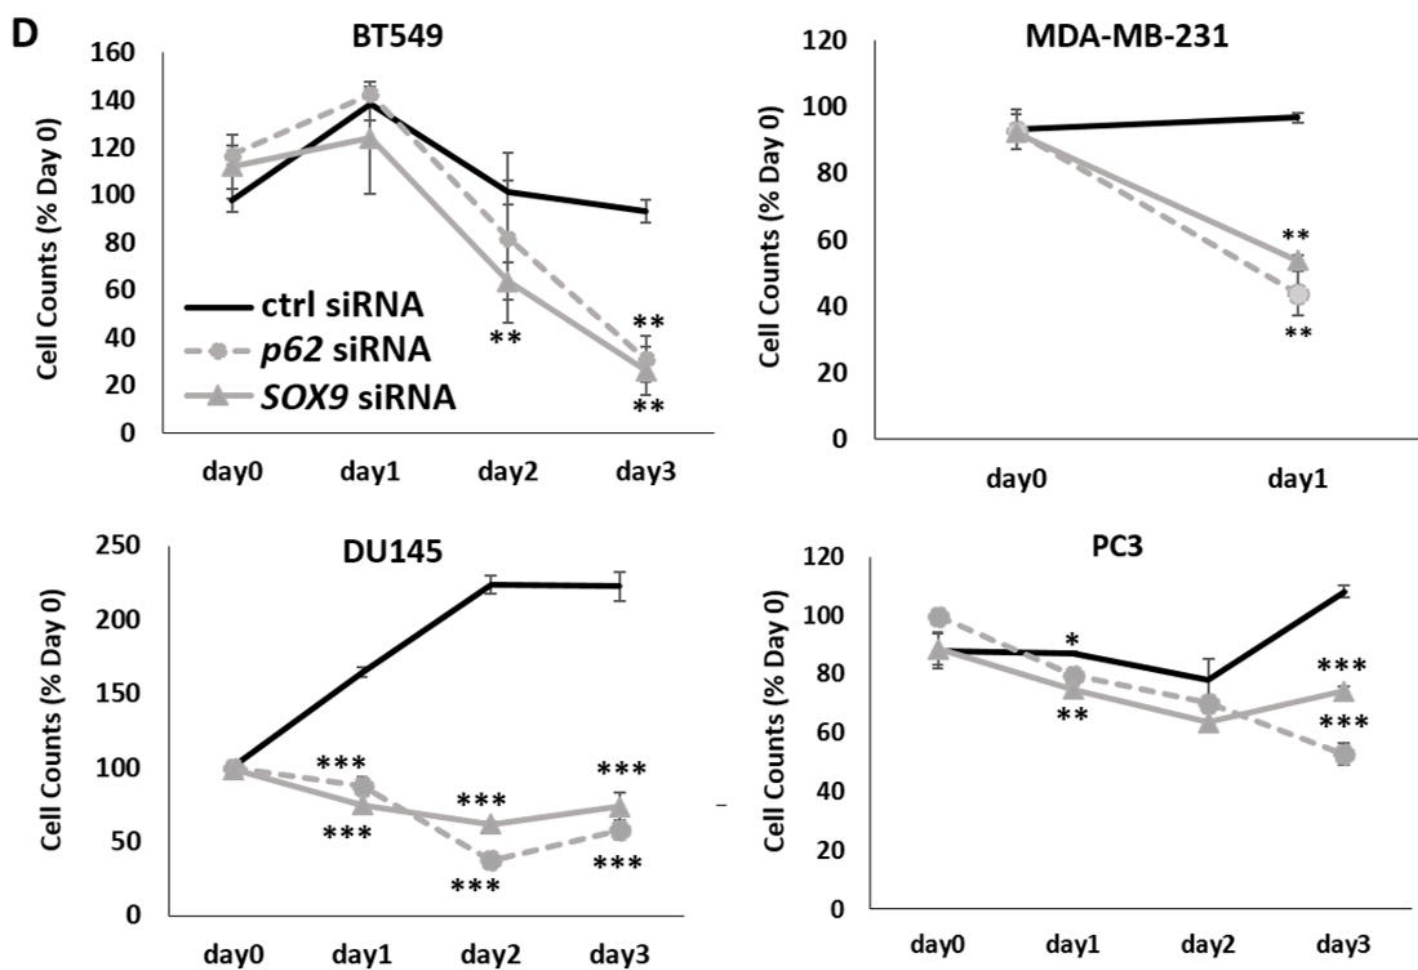 D
BT549
Cell Counts (% Day 0)
160
140
120
100
80
60
40
20
0
ctrl siRNA
p62 siRNA
SOX9 siRNA
**
**
**
day0 day1 day2 day3
MDA-MB-231
Cell Counts (% Day 0)
120
100
80
60
40
20
0
**
**
day0 day1
DU145
Cell Counts (% Day 0)
250
200
150
100
50
0
***
***
***
***
***
***
day0 day1 day2 day3
PC3
Cell Counts (% Day 0)
120
100
80
60
40
20
0
*
**
***
***
day0 day1 day2 day3